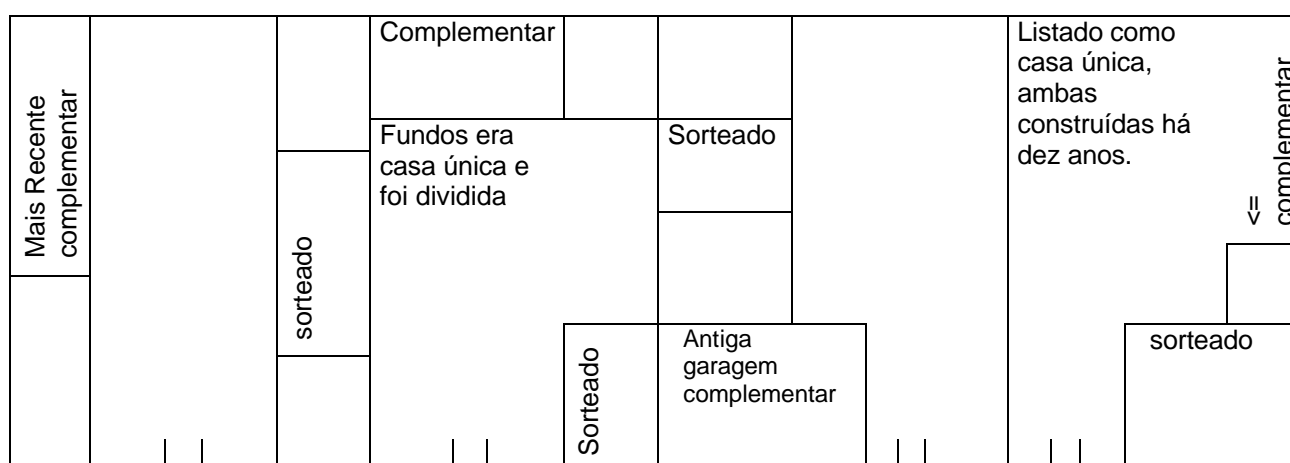 Mais Recente
complementar
sorteado
Complementar
Fundos era
casa única e
foi dividida
Sorteado
Sorteado
Antiga
garagem
complementar
Listado como
casa única,
ambas
construídas há
dez anos.
<=
complementar
sorteado